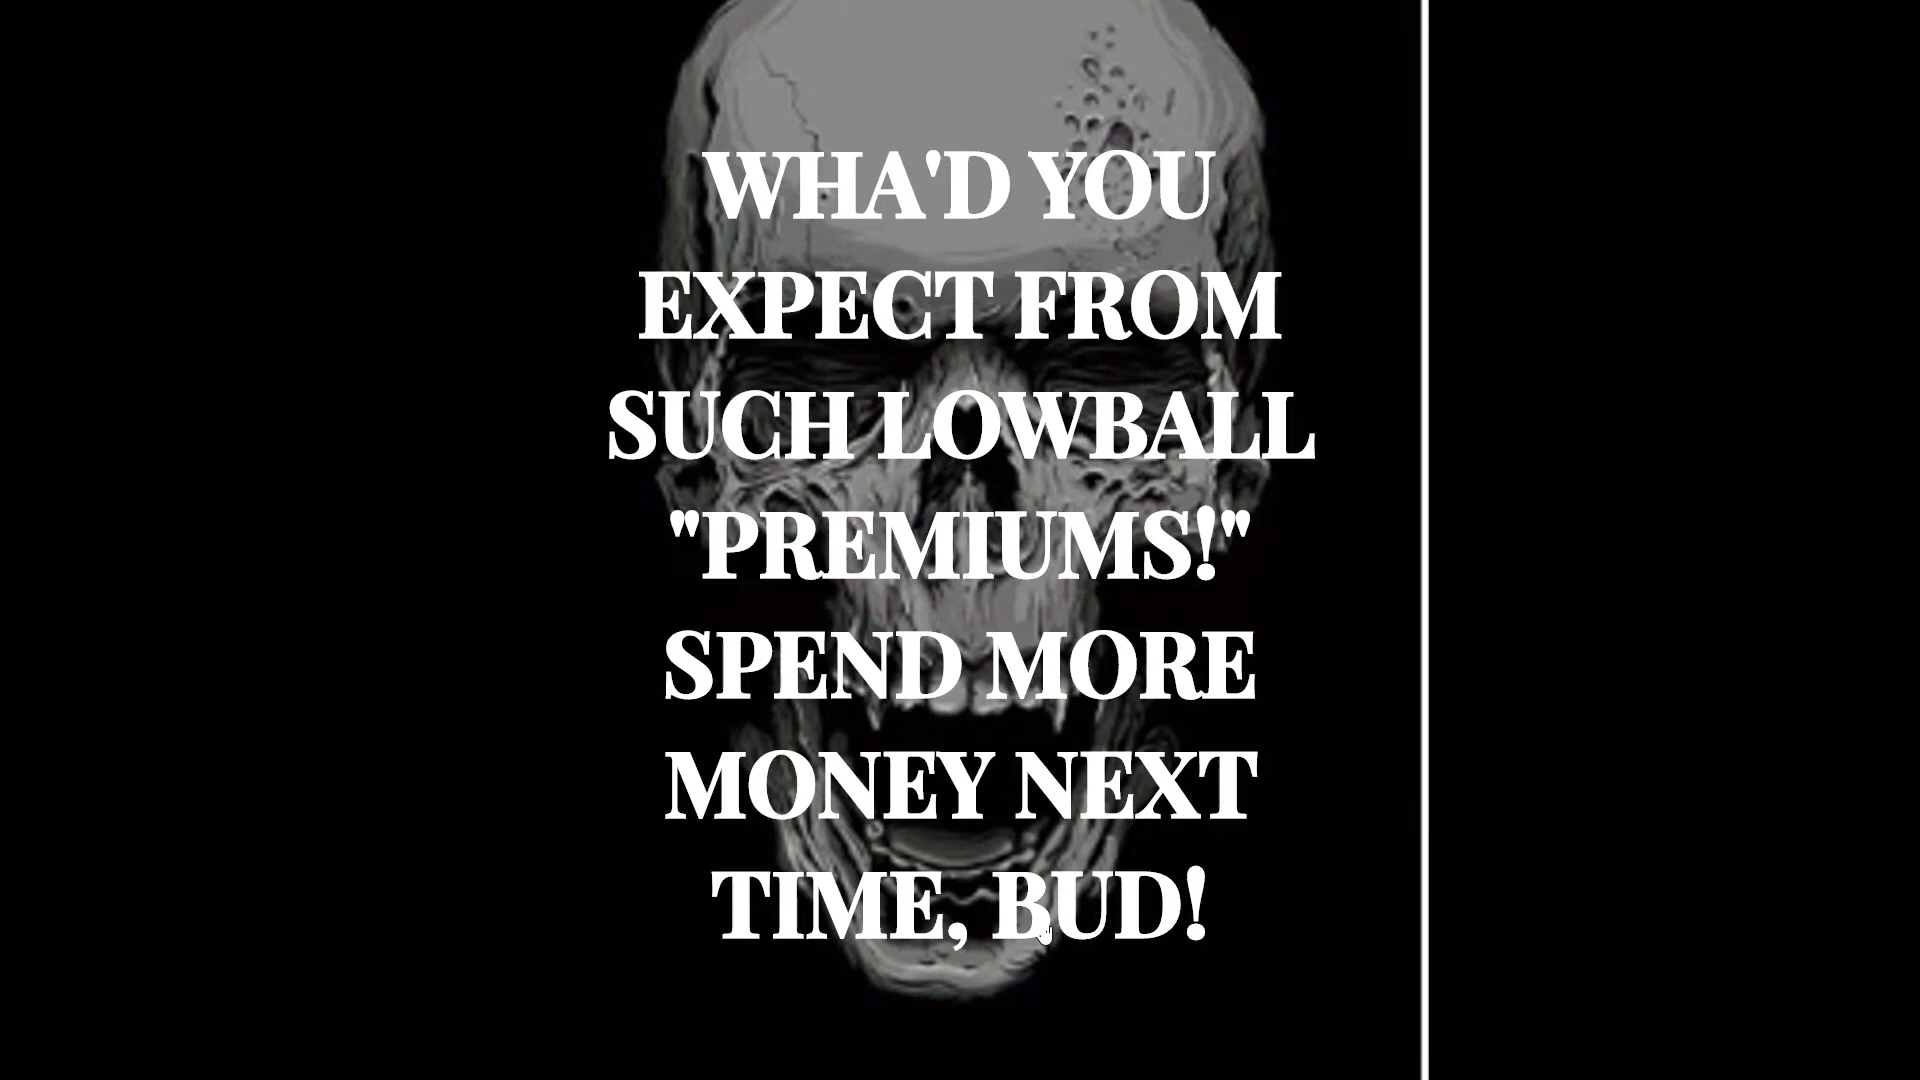 WHA'D YOU
EXPECT FROM
SUCH LOWBALL
"PREMIUMS!"
SPEND MORE
MONEY NEXT
TIME, BUD!